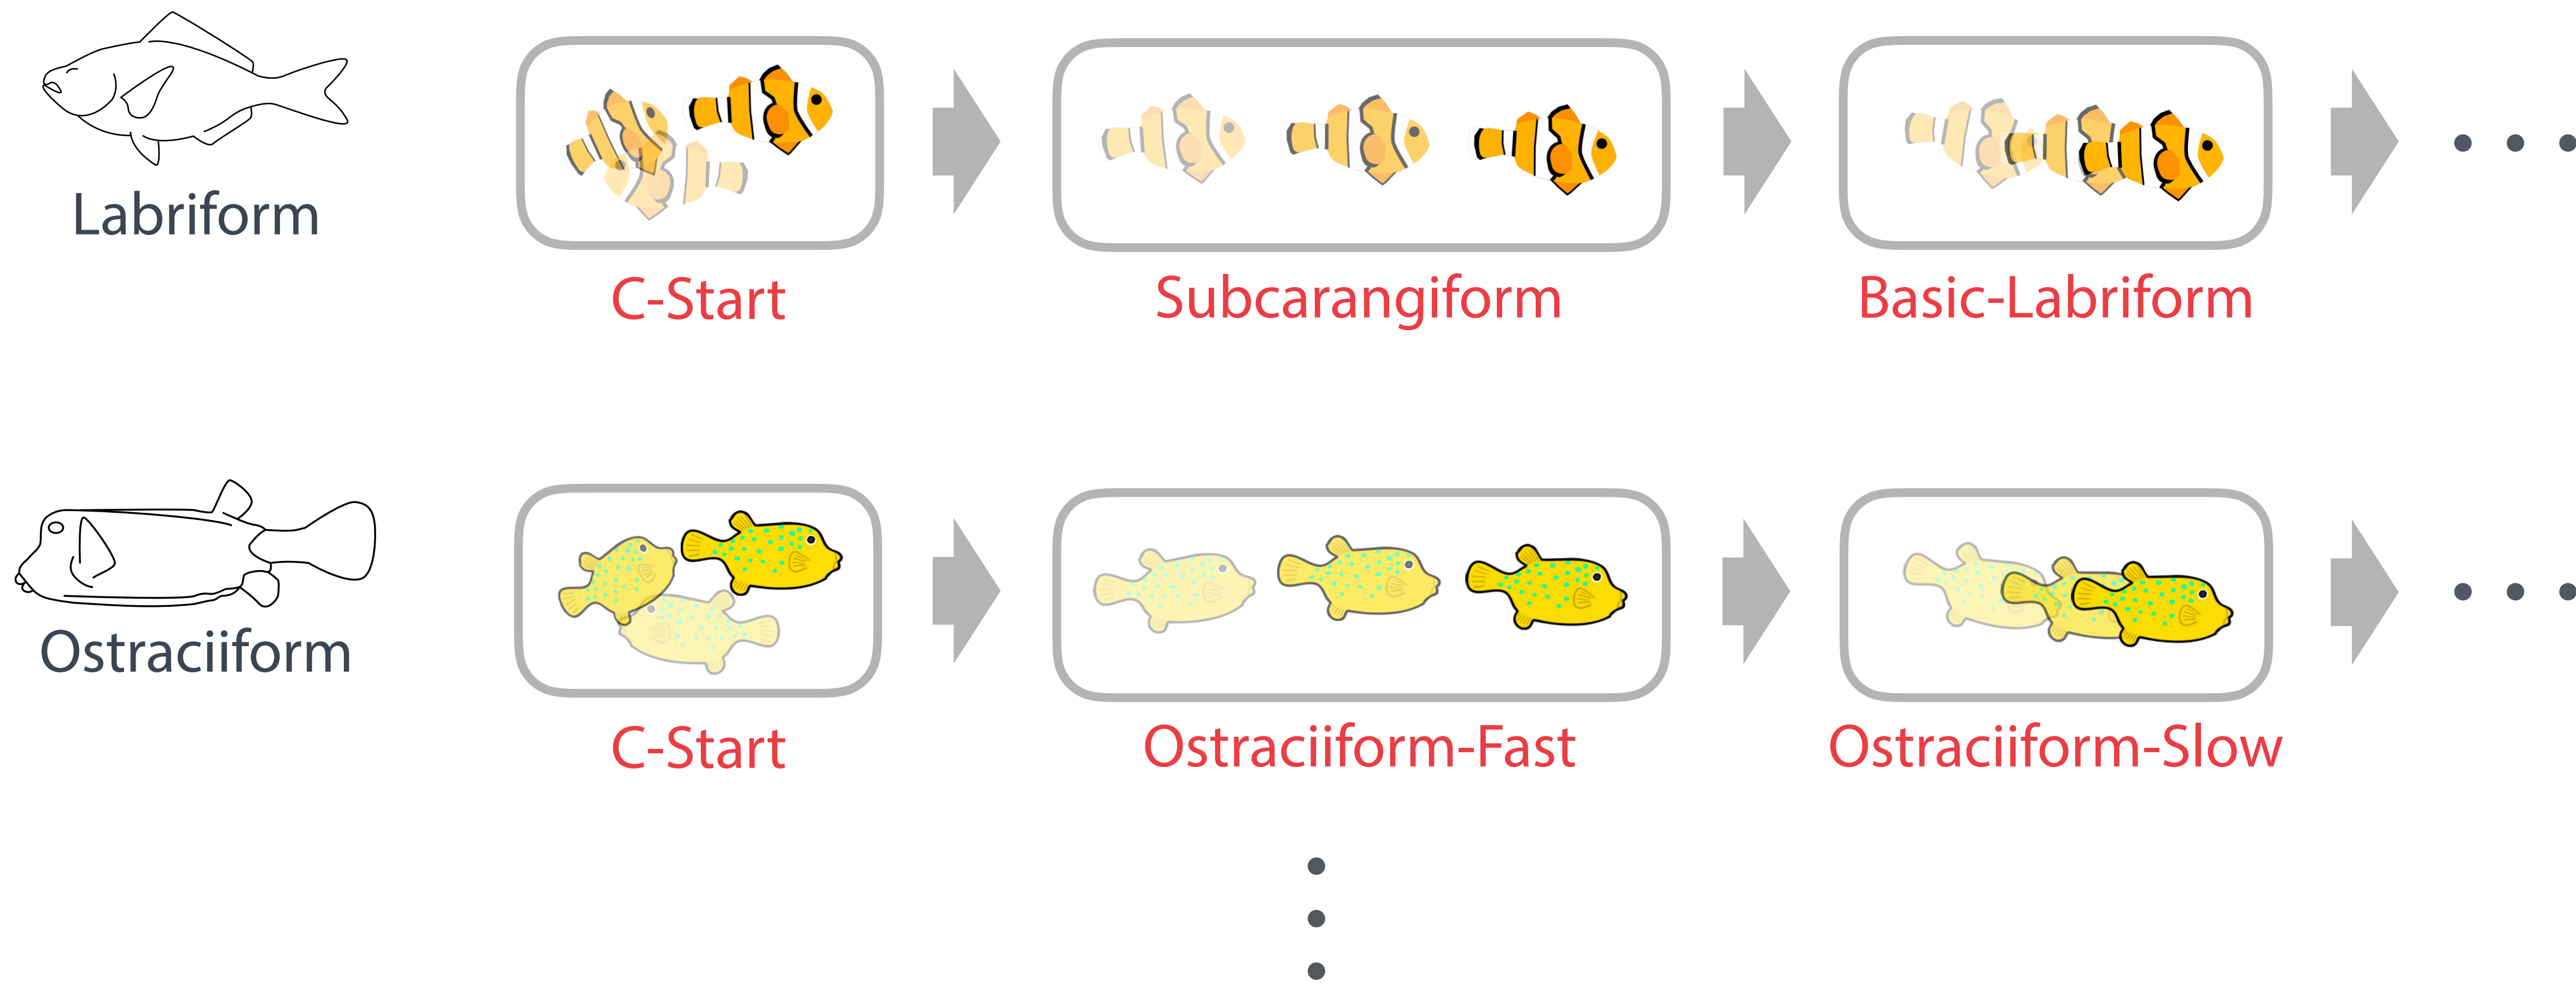 Labriform
C-Start
Subcarangiform
Basic-Labriform
Ostraciiform
C-Start
Ostraciiform-Fast
Ostraciiform-Slow